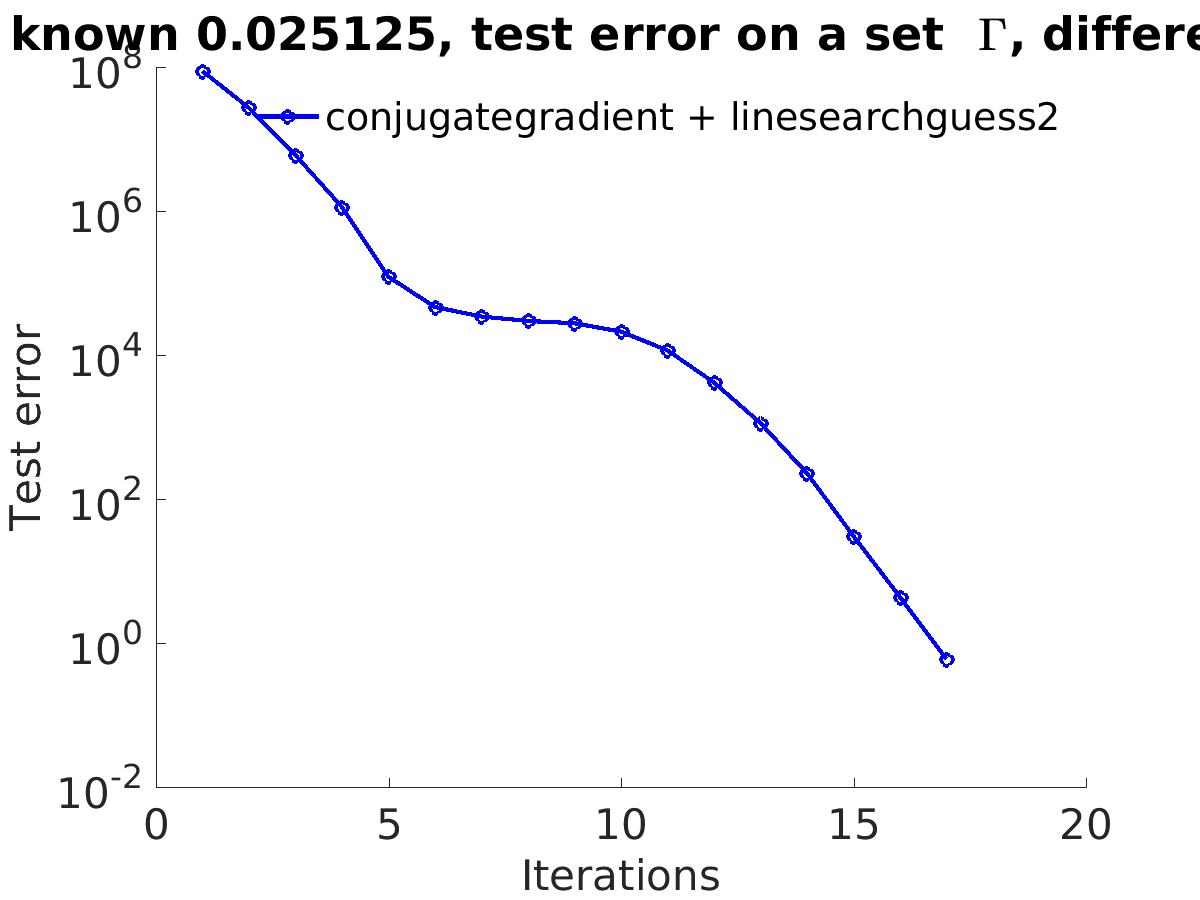 known 0.025125, test error on a set Γ, differe
10^8
conjugategradient + linesearchguess2
10^6
10^4
10^2
10^0
10^-2
Test error
0 5 10 15 20
Iterations